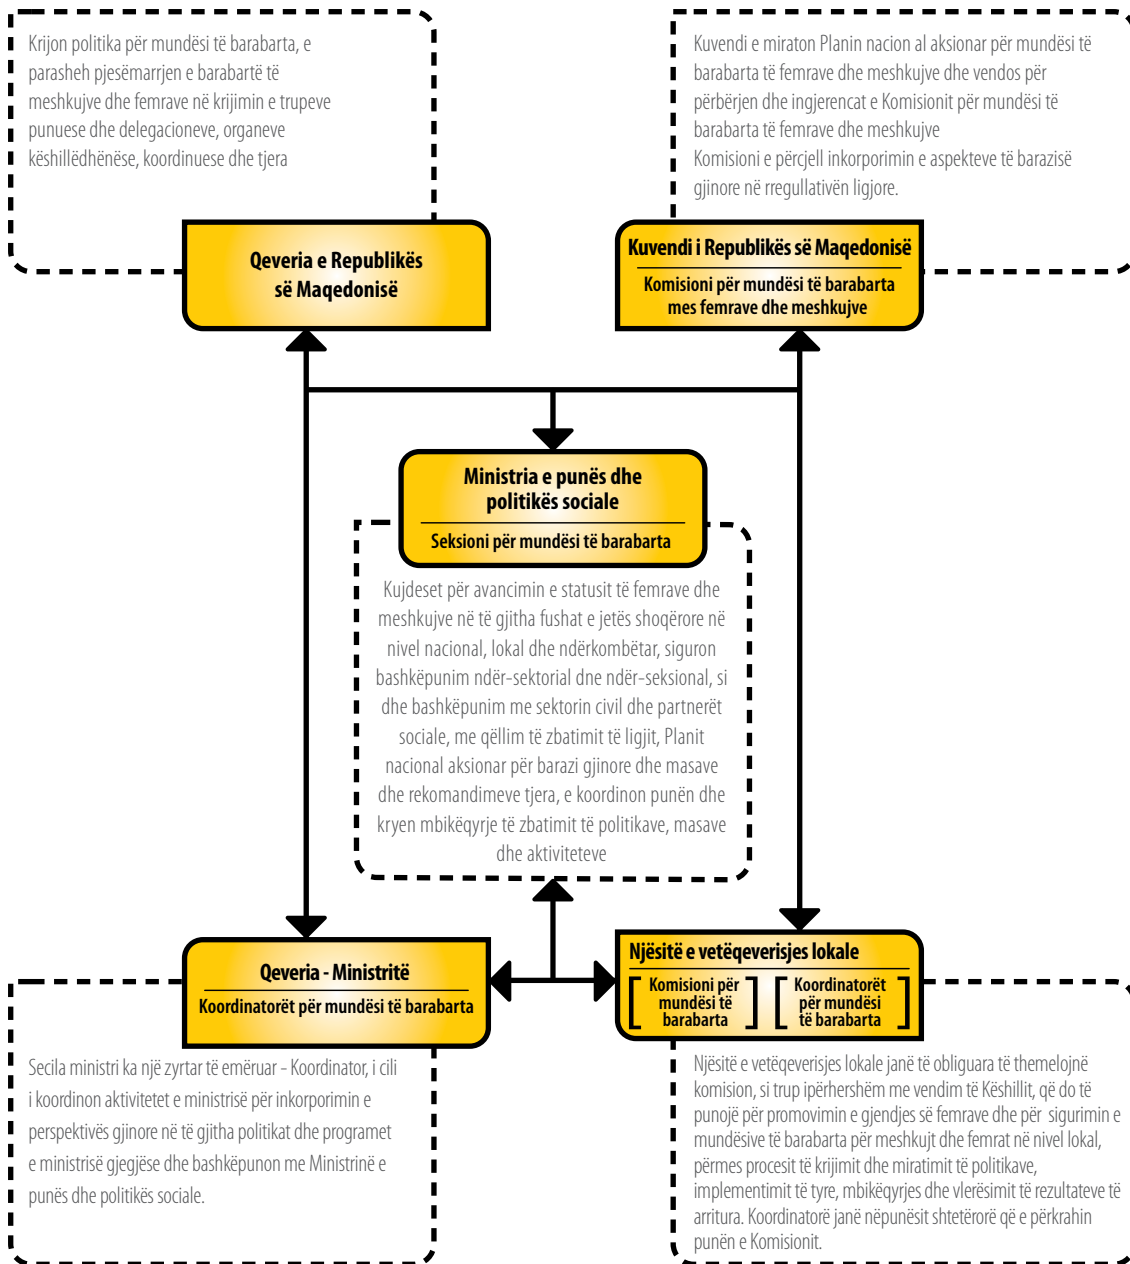 Krijon politika për mundësi të barabarta, e
parasheh pjesëmarrjen e barabartë të
meshkujve dhe femrave në krijimin e trupeve
punuese dhe delegacioneve, organeve
këshillëdhënëse, koordinuese dhe tjera
Kuvendi e miraton Planin nacion al aksionar për mundësi të
barabarta të femrave dhe meshkujve dhe vendos për
përbërjen dhe ingjerencat e Komisionit për mundësi të
barabarta të femrave dhe meshkujve
Komisioni e përcjell inkorporimin e aspekteve të barazisë
gjinore në rregullativën ligjore.
Qeveria e Republikës
së Maqedonisë
Kuvendi i Republikës së Maqedonisë
Komisioni për mundësi të barabarta
mes femrave dhe meshkujve
Ministria e punës dhe
politikës sociale
Seksioni për mundësi të barabarta
Kujdeset për avancimin e statusit të femrave dhe
meshkujve në të gjitha fushat e jetës shoqërore në
nivel nacional, lokal dhe ndërkombëtar, siguron
bashkëpunim ndër-sektorial dne ndër-seksional, si
dhe bashkëpunim me sektorin civil dhe partnerët
sociale, me qëllim të zbatimit të ligjit, Planit
nacional aksionar për barazi gjinore dhe masave
dhe rekomandimeve tjera, e koordinon punën dhe
kryen mbikëqyrje të zbatimit të politikave, masave
dhe aktiviteteve
Qeveria - Ministritë
Koordinatorët për mundësi të barabarta
Njësitë e vetëqeverisjes lokale
Komisioni për
mundësi të
barabarta
Koordinatorët
për mundësi
të barabarta
Secila ministri ka një zyrtar të emëruar - Koordinator, i cili
i koordinon aktivitetet e ministrisë për inkorporimin e
perspektivës gjinore në të gjitha politikat dhe programet
e ministrisë gjegjëse dhe bashkëpunon me Ministrinë e
punës dhe politikës sociale.
Njësitë e vetëqeverisjes lokale janë të obliguara të themelojnë
komision, si trup ipërhershëm me vendim të Këshillit, që do të
punojë për promovimin e gjendjes së femrave dhe për sigurimin e
mundësive të barabarta për meshkujt dhe femrat në nivel lokal,
përmes procesit të krijimit dhe miratimit të politikave,
implementimit të tyre, mbikëqyrjes dhe vlerësimit të rezultateve të
arritura. Koordinatorë janë nëpunësit shtetërorë që e përkrahin
punën e Komisionit.